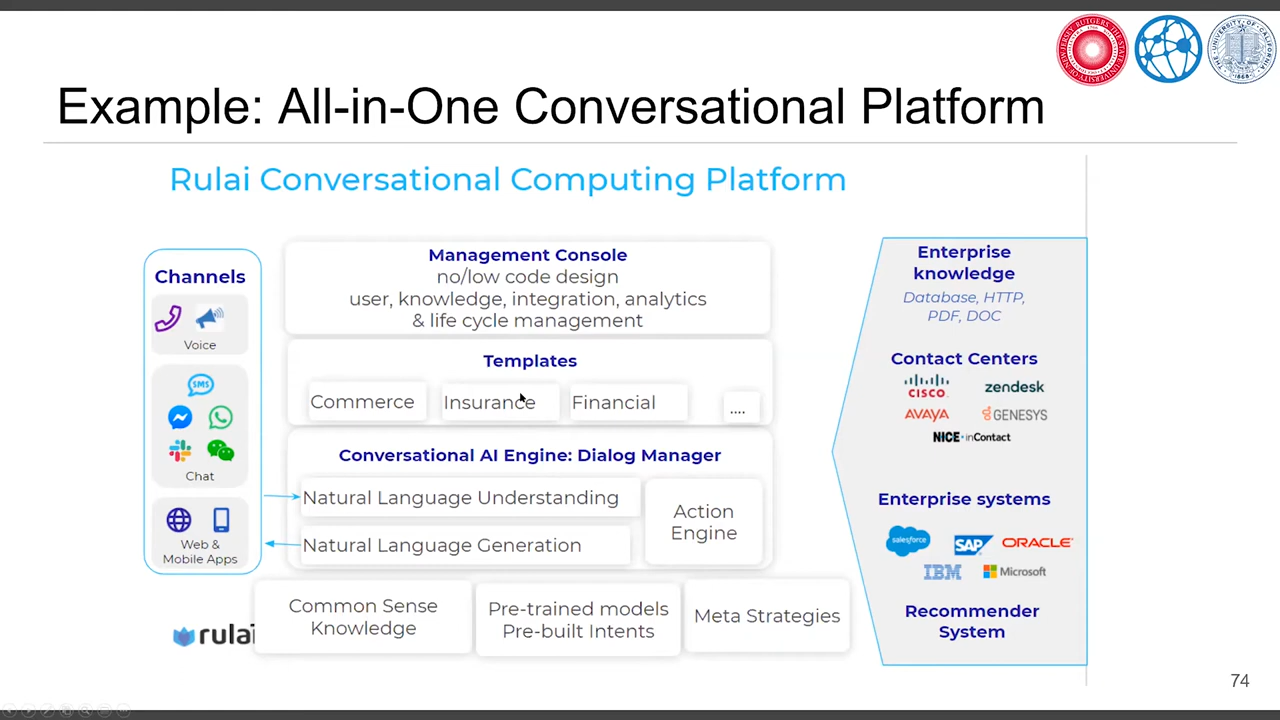 Example: All-in-One Conversational Platform
Rulai Conversational Computing Platform
Channels
Voice
SMS
Chat
Web &
Mobile Apps
Management Console
no/low code design
user, knowledge, integration, analytics
& life cycle management
Templates
Commerce
Insurance
Financial
....
Conversational AI Engine: Dialog Manager
Natural Language Understanding
Natural Language Generation
Action
Engine
Common Sense
Knowledge
Pre-trained models
Pre-built Intents
Meta Strategies
rulai
Enterprise
knowledge
Database, HTTP,
PDF, DOC
Contact Centers
CISCO
zendesk
AVAYA
GENESYS
NICE inContact
Enterprise systems
salesforce
SAP
ORACLE
IBM
Microsoft
Recommender
System
74